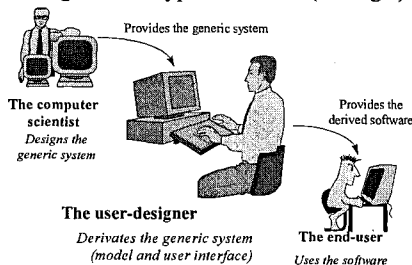 Provides the generic system
The computer
scientist
Designs the
generic system
Provides the
derived software
The user-designer
Derivates the generic system
(model and user interface)
The end-user
Uses the software